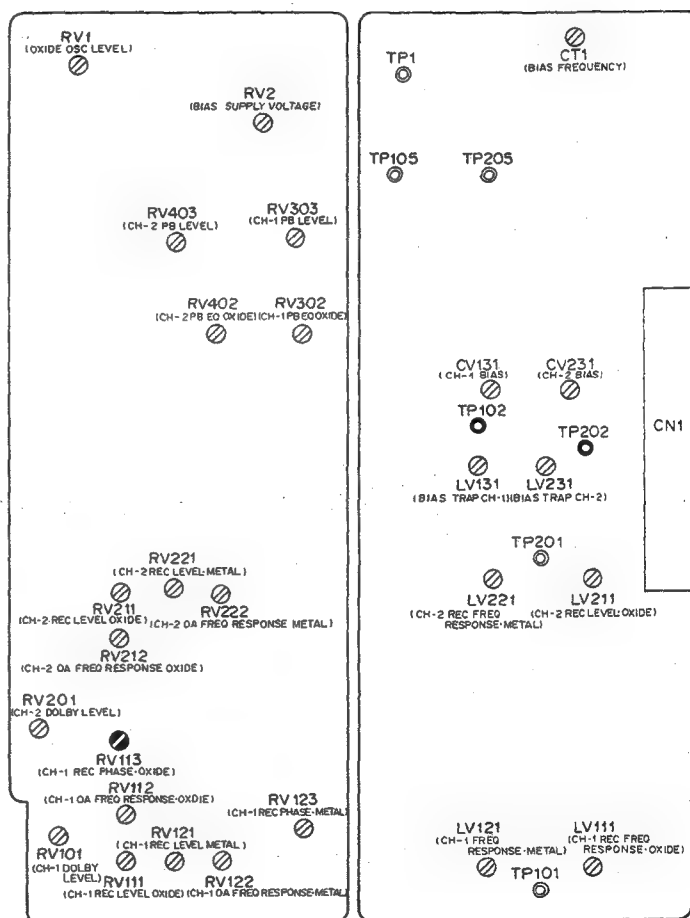 RV1
(OXIDE OSC LEVEL)
RV2
(BIAS SUPPLY VOLTAGE)
RV403
(CH-2 PB LEVEL)
RV303
(CH-1 PB LEVEL)
RV402
(CH-2 PB EQ OXIDE)
RV302
(CH-1 PB EQ OXIDE)
RV221
(CH-2 REC LEVEL-METAL)
RV211
(CH-2 REC LEVEL OXIDE)
RV222
(CH-2 OA FREQ RESPONSE METAL)
RV212
(CH-2 OA FREQ RESPONSE OXIDE)
RV201
(CH-2 DOLBY LEVEL)
RV113
(CH-1 REC PHASE-OXIDE)
RV112
(CH-1 OA FREQ RESPONSE-OXDIE)
RV123
(CH-1 REC PHASE-METAL)
RV101
(CH-1 DOLBY
LEVEL)
RV121
(CH-1 REC LEVEL METAL)
RV111
(CH-1 REC LEVEL OXIDE)
RV122
(CH-1 OA FREQ RESPONSE-METAL)
CT1
(BIAS FREQUENCY)
TP1
TP105
TP205
CV131
(CH-1 BIAS)
CV231
(CH-2 BIAS)
TP102
TP202
CN1
LV131
(BIAS TRAP CH-1)
LV231
(BIAS TRAP CH-2)
TP201
LV221
(CH-2 REC FREQ
RESPONSE-METAL)
LV211
(CH-2 REC LEVEL-OXIDE)
LV121
(CH-1 FREQ
RESPONSE-METAL)
LV111
(CH-1 REC FREQ
RESPONSE-OXIDE)
TP101